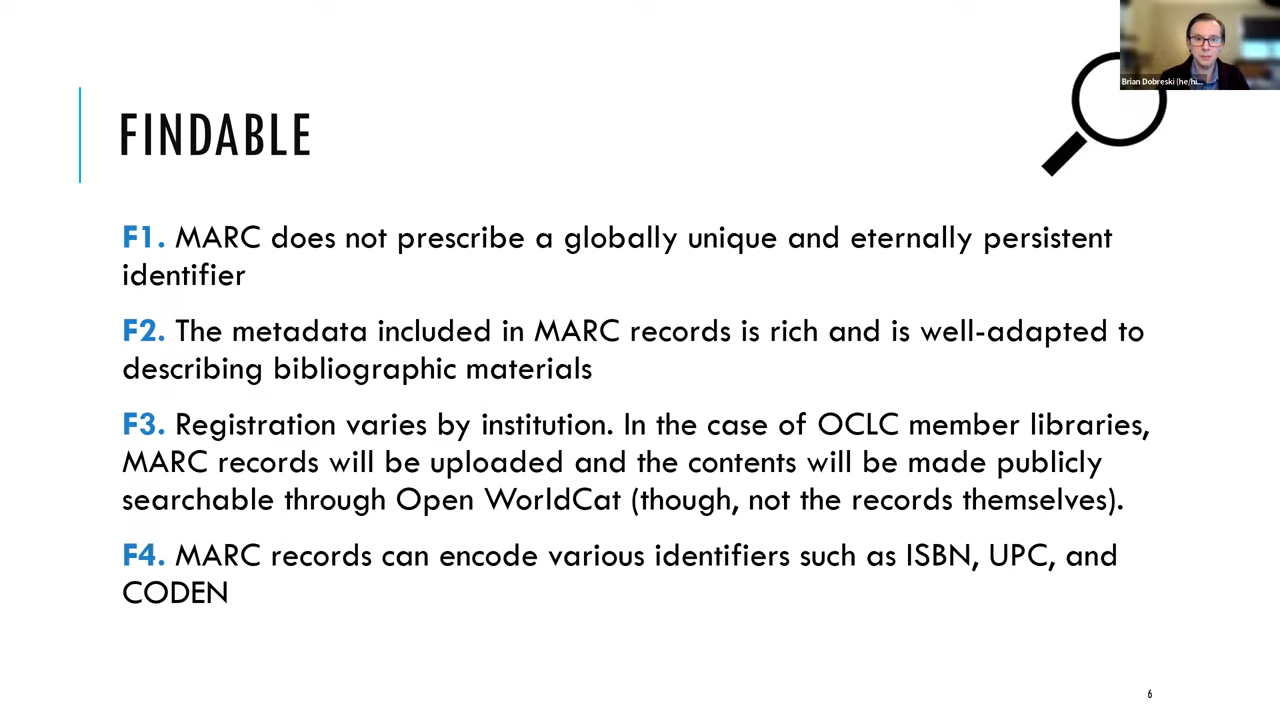 Brian Dobreski (he/hi...
FINDABLE
F1. MARC does not prescribe a globally unique and eternally persistent
identifier
F2. The metadata included in MARC records is rich and is well-adapted to
describing bibliographic materials
F3. Registration varies by institution. In the case of OCLC member libraries,
MARC records will be uploaded and the contents will be made publicly
searchable through Open WorldCat (though, not the records themselves).
F4. MARC records can encode various identifiers such as ISBN, UPC, and
CODEN
6